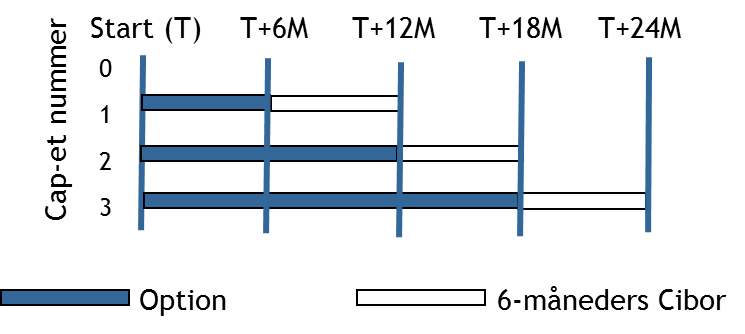 Start (T) T+6M T+12M T+18M T+24M
Cap-et nummer
0
1
2
3
Option 6-måneders Cibor